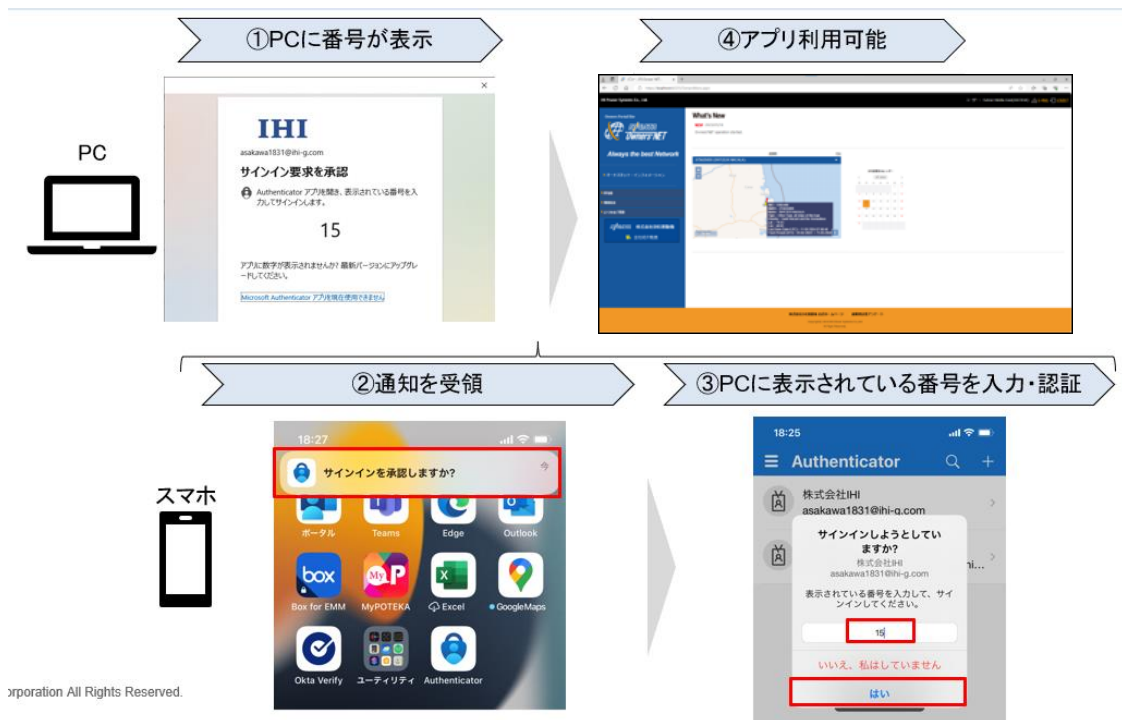 ①PCに番号が表示
④アプリ利用可能
PC
IHI
asakawa1831@ihi-g.com
サインイン要求を承認
Authenticator アプリを開き、表示されている番号を入
力してサインインします。
15
アプリに数字が表示されませんか? 最新バージョンにアップグレ
ードしてください。
Microsoft Authenticator アプリを現在使用できません
What's New
Owners' NET
Always the best Network
②通知を受領
③PCに表示されている番号を入力・認証
スマホ
18:27
サインインを承認しますか?
今
ポータル
Teams
Edge
Outlook
box
My P
Box for EMM
MyPOTEKA
Excel
GoogleMaps
Okta Verify
ユーティリティ
Authenticator
18:25
Authenticator
株式会社IHI
asakawa1831@ihi-g.com
サインインしようとしてい
ますか?
株式会社IHI
asakawa1831@ihi-g.com
ni...
表示されている番号を入力して、サイ
ンインしてください。
15
いいえ、私はしていません
はい
orporation All Rights Reserved.